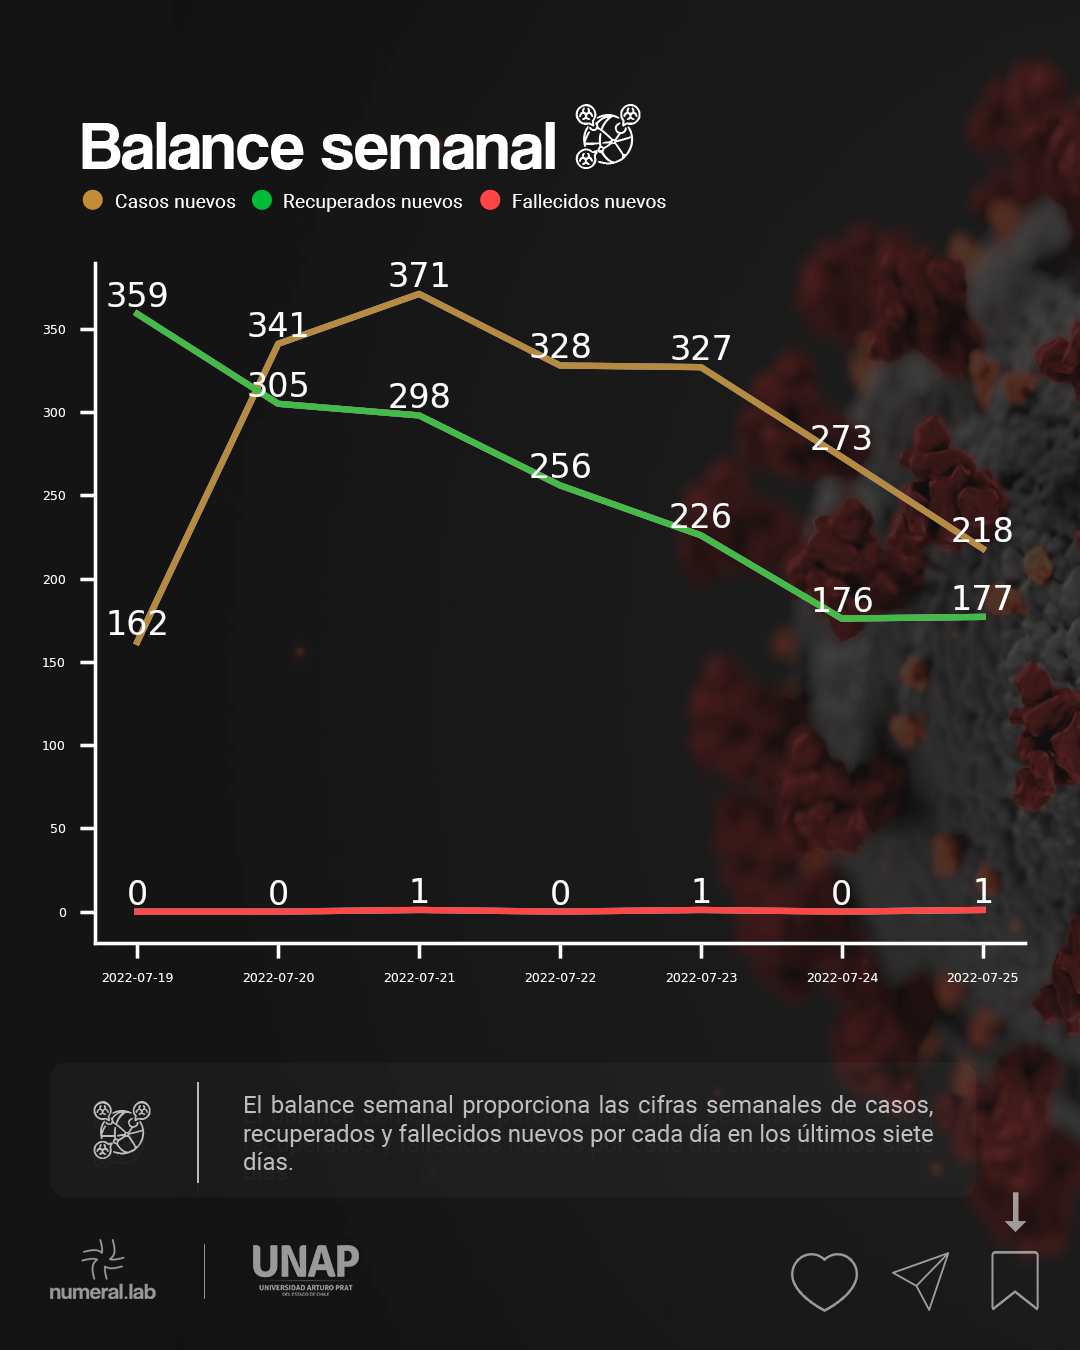 Balance semanal
Casos nuevos Recuperados nuevos Fallecidos nuevos
371
359
341
350
328 327
305 298
300
273
256
250
226
218
200
176 177
162
150
100
50
0 0 1 0 1 0 1
0
2022-07-19 2022-07-20 2022-07-21 2022-07-22 2022-07-23 2022-07-24 2022-07-25
El balance semanal proporciona las cifras semanales de casos,
recuperados y fallecidos nuevos por cada día en los últimos siete
días.
numeral.lab
UNAP
UNIVERSIDAD ARTURO PRAT
DEL ESTADO DE CHILE